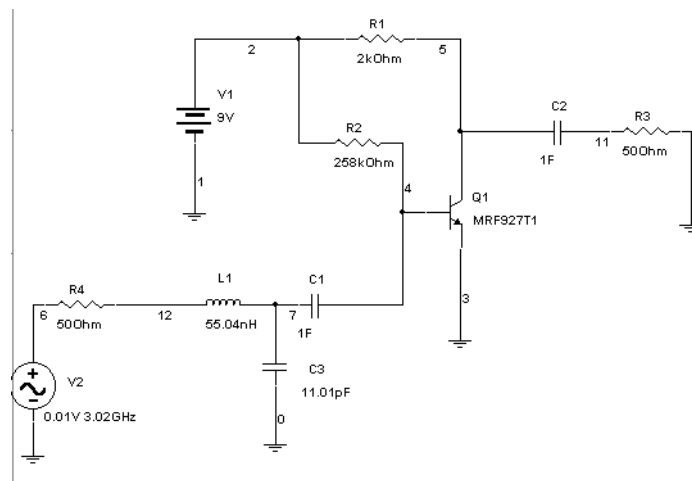 R1
2
5
2kOhm
V1
9V
C2
R3
R2
1F
11
50Ohm
258kOhm
4
1
Q1
MRF927T1
L1
C1
R4
3
6
12
7
50Ohm
55.04nH
1F
C3
V2
11.01pF
0.01V 3.02GHz
0